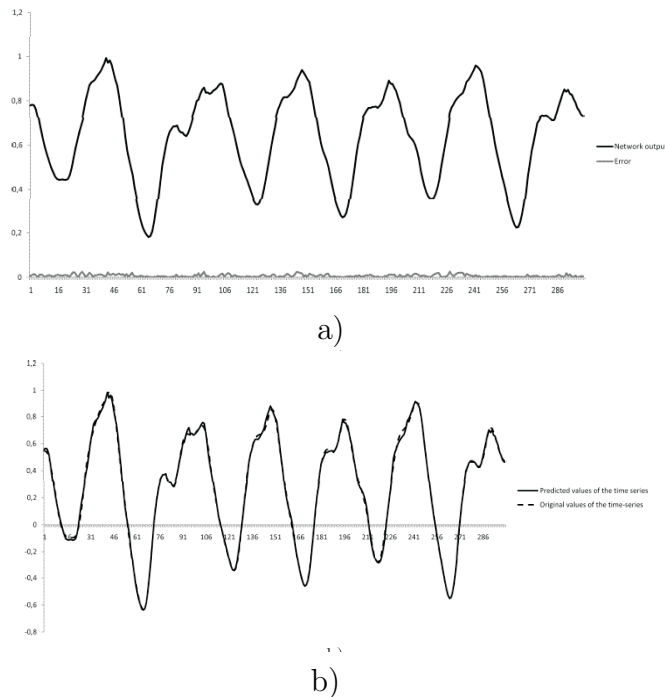 1,2
1
0,8
0,6
0,4
0,2
0
1 16 31 46 61 76 91 106 121 136 151 166 181 196 211 226 241 256 271 286
Network outpu
Error
a)
1,2
1
0,8
0,6
0,4
0,2
0
-0,2
-0,4
-0,6
-0,8
1 16 31 46 61 76 91 106 121 136 151 166 181 196 211 226 241 256 271 286
Predicted values of the time series
Original values of the time-series
b)